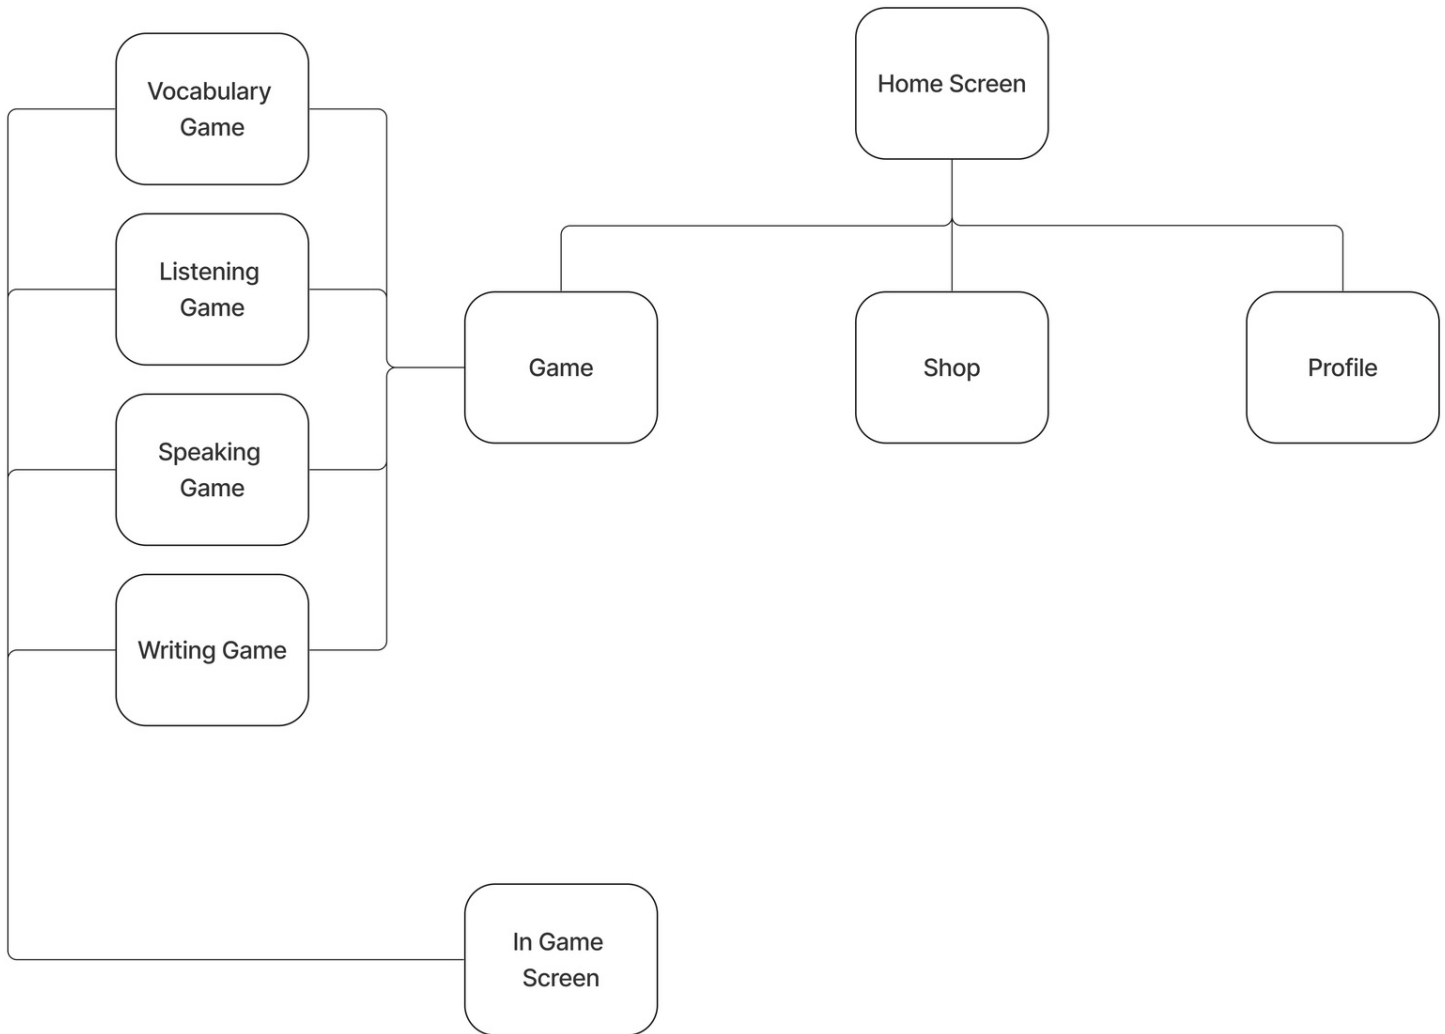 Home Screen
Vocabulary
Game
Listening
Game
Game
Shop
Profile
Speaking
Game
Writing Game
In Game
Screen